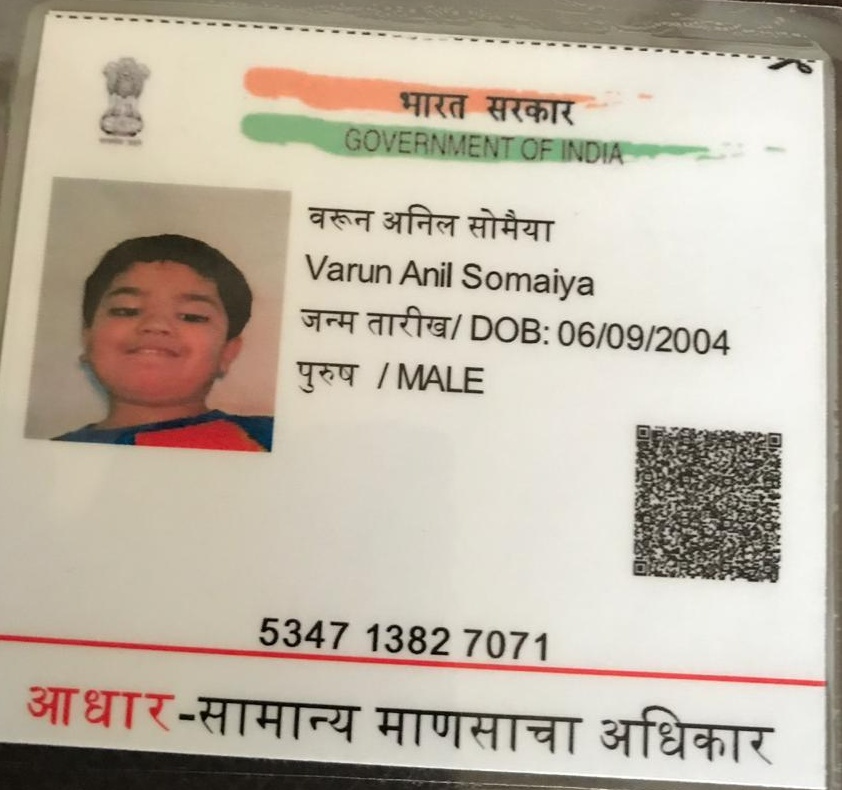 भारत सरकार
GOVERNMENT OF INDIA
वरून अनिल सोमैया
Varun Anil Somaiya
जन्म तारीख/ DOB: 06/09/2004
पुरुष / MALE
5347 1382 7071
आधार-सामान्य माणसाचा अधिकार